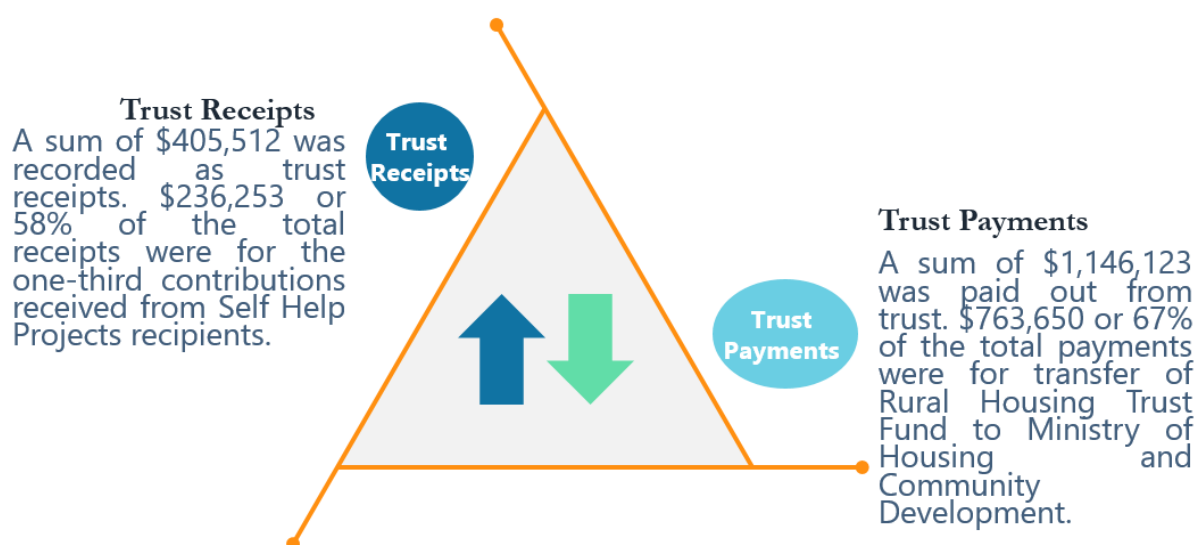 Trust Receipts
A sum of $405,512 was
recorded as trust
receipts. $236,253 or
58% of the total
receipts were for the
one-third contributions
received from Self Help
Projects recipients.
Trust
Receipts
Trust Payments
A sum of $1,146,123
was paid out from
trust. $763,650 or 67%
of the total payments
were for transfer of
Rural Housing Trust
Fund to Ministry of
Housing and
Community
Development.
Trust
Payments